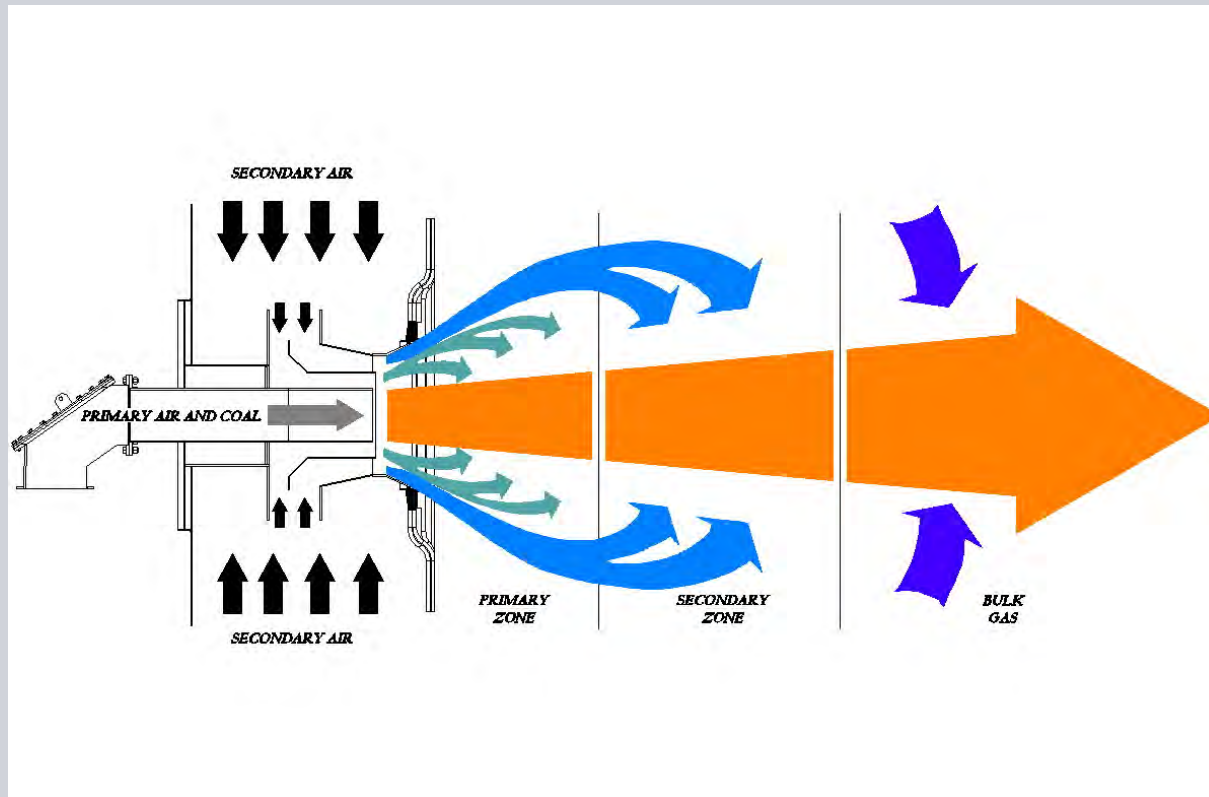 SECONDARY AIR
PRIMARY AIR AND COAL
PRIMARY
ZONE
SECONDARY
ZONE
BULK
GAS
SECONDARY AIR